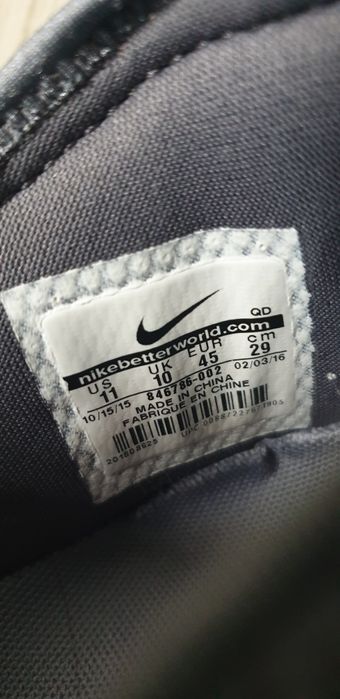 QD
nikebetterworld.com
US UK EUR cm
11 10 45 29
10/15/15 846786-002 02/03/16
MADE IN CHINA
FABRIQUE EN CHINE